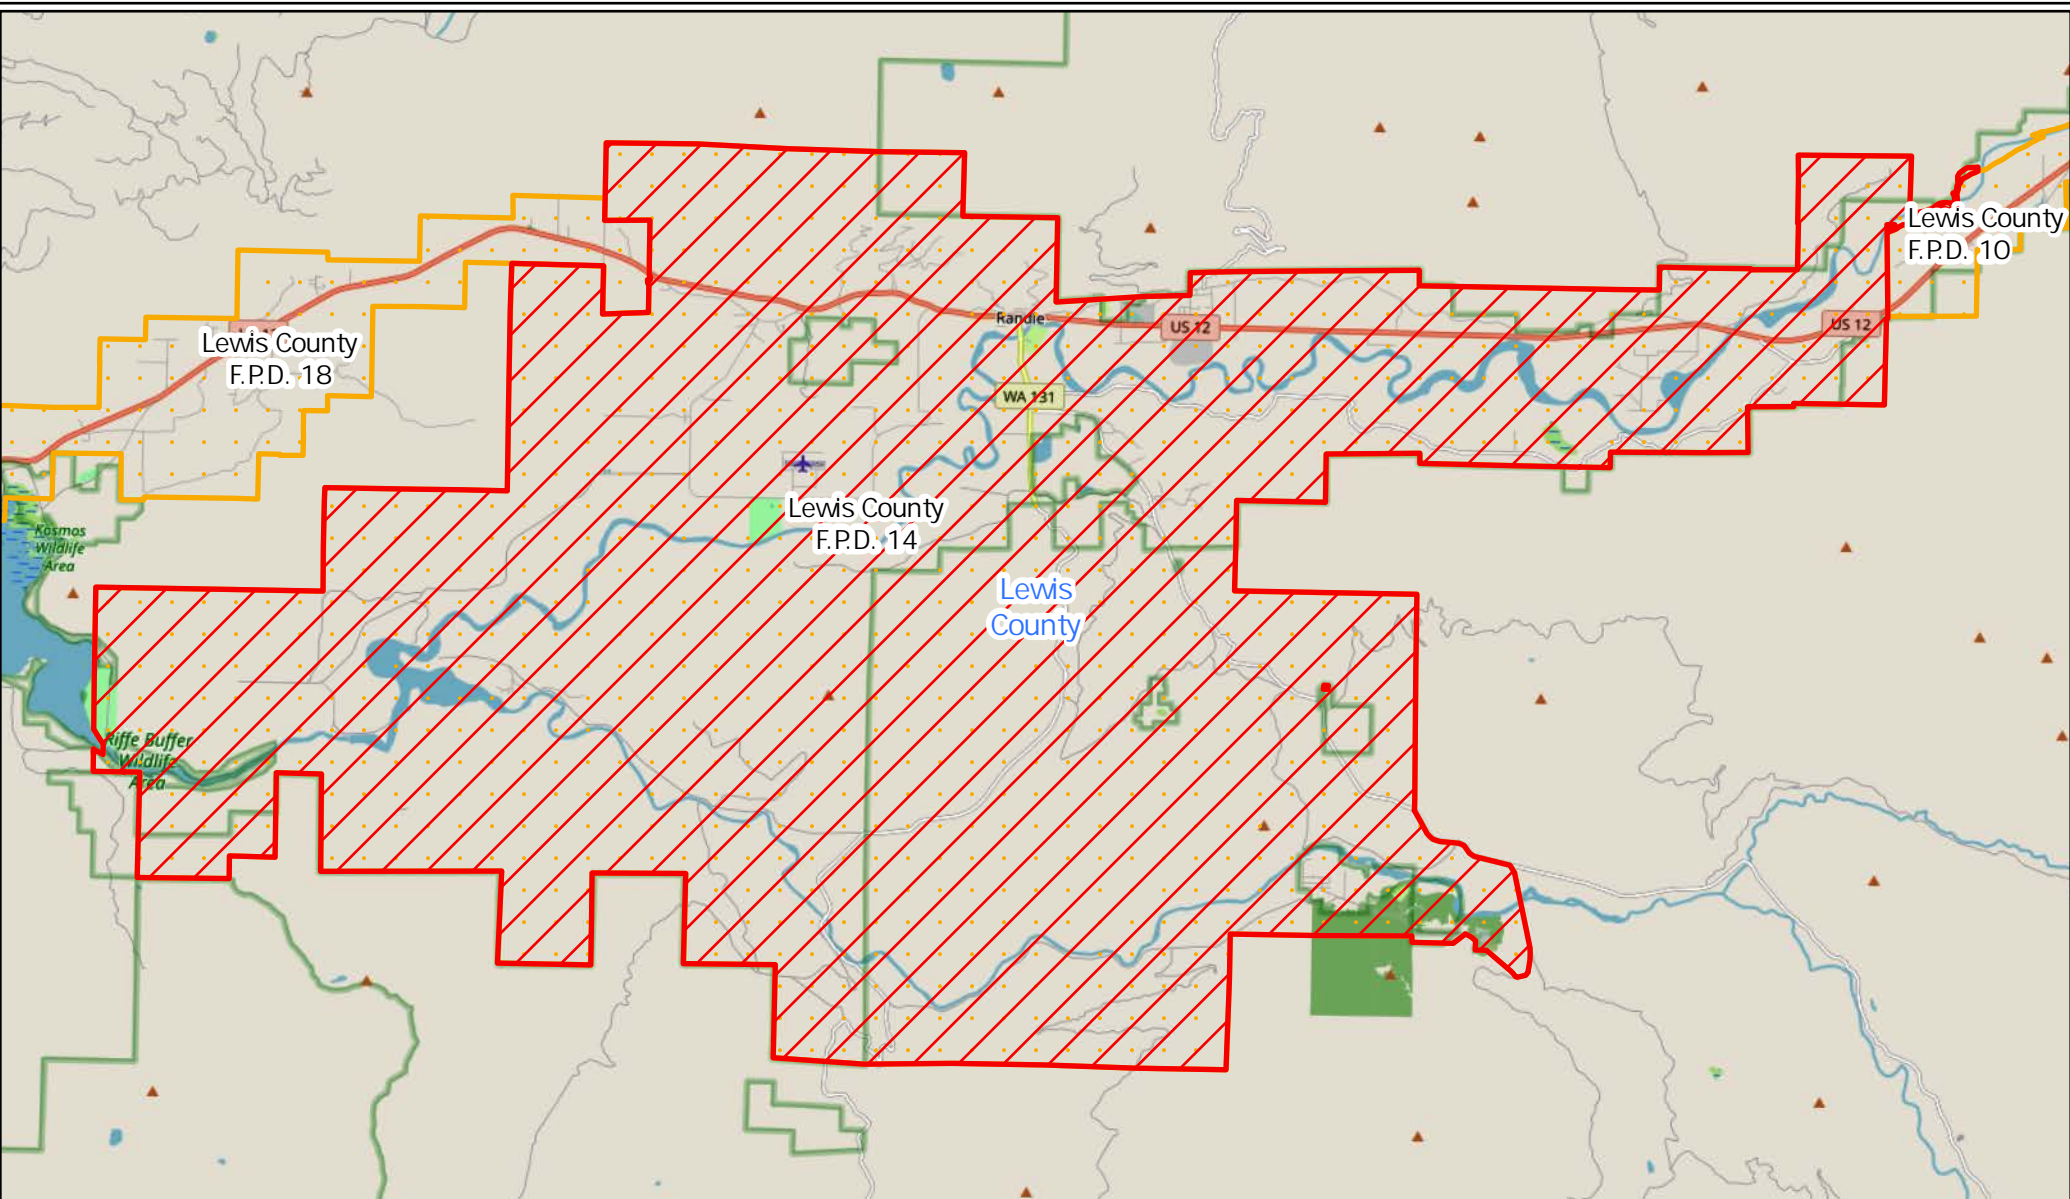 Lewis County
F.P.D. 10
Randle
US 12
US 12
Lewis County
F.P.D. 18
WA 131
Lewis County
F.P.D. 14
Kosmos
Wildlife
Area
Lewis
County
Riffe Buffer
Wildlife
Area